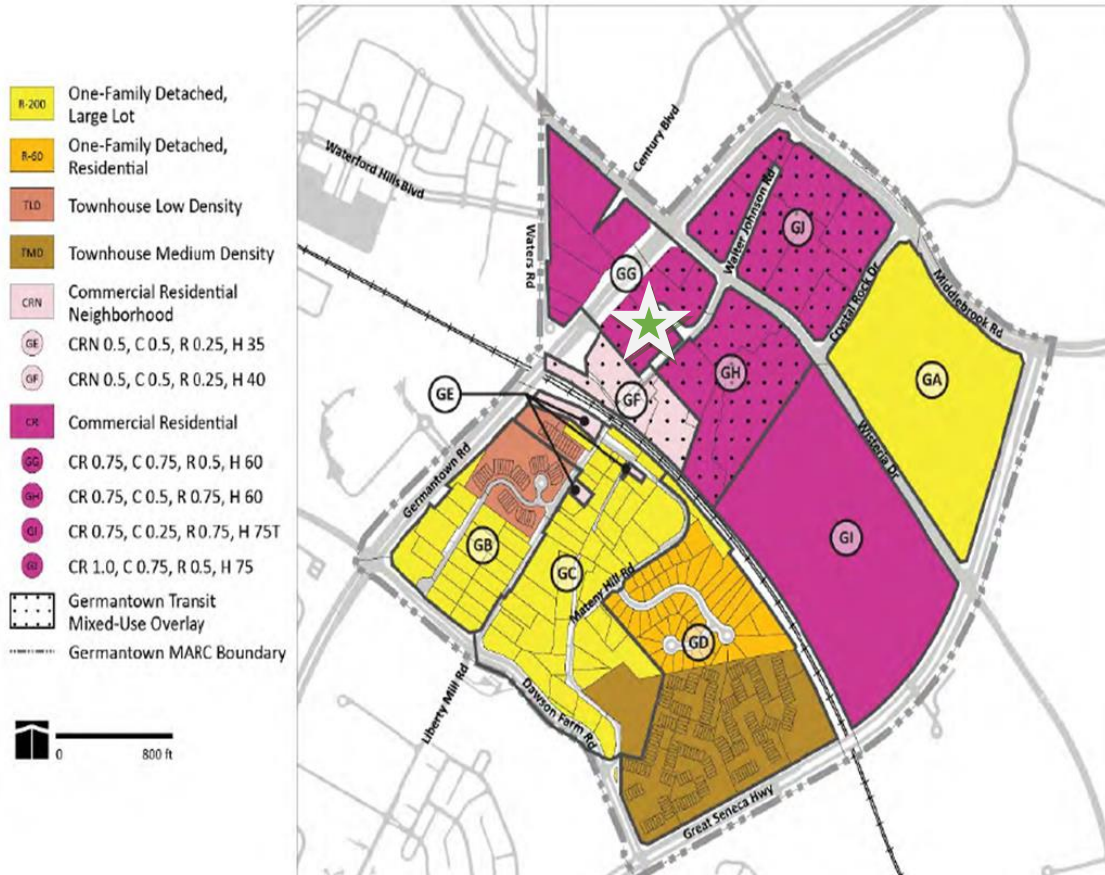 R-200 One-Family Detached,
Large Lot
R-60 One-Family Detached,
Residential
TLD Townhouse Low Density
TMD Townhouse Medium Density
CRN Commercial Residential
Neighborhood
GE CRN 0.5, C 0.5, R 0.25, H 35
GF CRN 0.5, C 0.5, R 0.25, H 40
CR Commercial Residential
GG CR 0.75, C 0.75, R 0.5, H 60
GH CR 0.75, C 0.5, R 0.75, H 60
GI CR 0.75, C 0.25, R 0.75, H 75T
GJ CR 1.0, C 0.75, R 0.5, H 75
Germantown Transit
Mixed-Use Overlay
Germantown MARC Boundary
0 800 ft
Century Blvd
Waterford Hills Blvd
Walter Johnson Rd
Waters Rd
GJ
GG
Crystal Rock Dr
Middlebrook Rd
GH
GA
GE
GF
Wisteria Dr
Germantown Rd
GI
GB
GC
Mateny Hill Rd
GD
Liberty Mill Rd
Dawson Farm Rd
Great Seneca Hwy